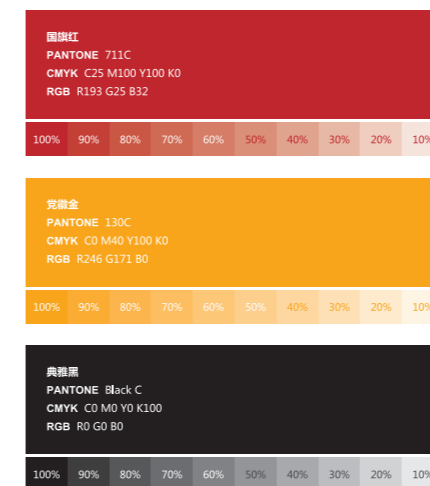 国旗红
PANTONE 711C
CMYK C25 M100 Y100 K0
RGB R193 G25 B32
100% 90% 80% 70% 60% 50% 40% 30% 20% 10%
党徽金
PANTONE 130C
CMYK C0 M40 Y100 K0
RGB R246 G171 B0
100% 90% 80% 70% 60% 50% 40% 30% 20% 10%
典雅黑
PANTONE Black C
CMYK C0 M0 Y0 K100
RGB R0 G0 B0
100% 90% 80% 70% 60% 50% 40% 30% 20% 10%